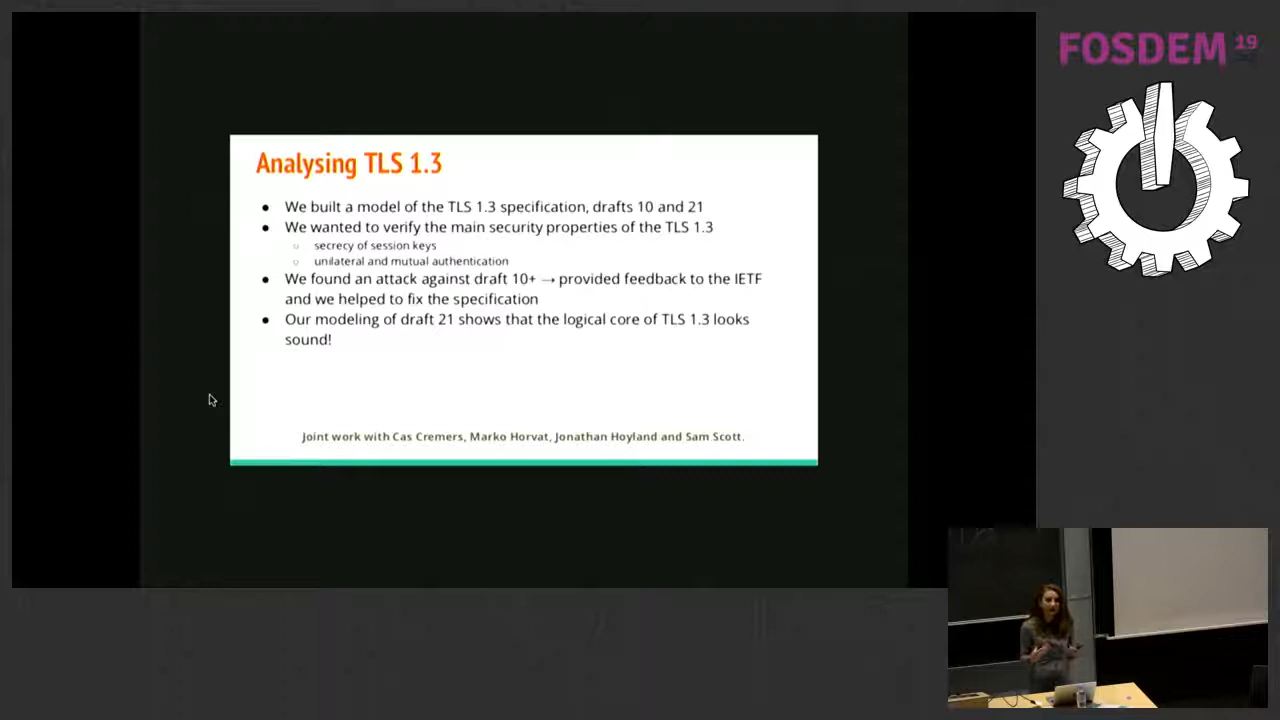 FOSDEM 19
Analysing TLS 1.3
● We built a model of the TLS 1.3 specification, drafts 10 and 21
● We wanted to verify the main security properties of the TLS 1.3
○ secrecy of session keys
○ unilateral and mutual authentication
● We found an attack against draft 10+ → provided feedback to the IETF
and we helped to fix the specification
● Our modeling of draft 21 shows that the logical core of TLS 1.3 looks
sound!
Joint work with Cas Cremers, Marko Horvat, Jonathan Hoyland and Sam Scott.